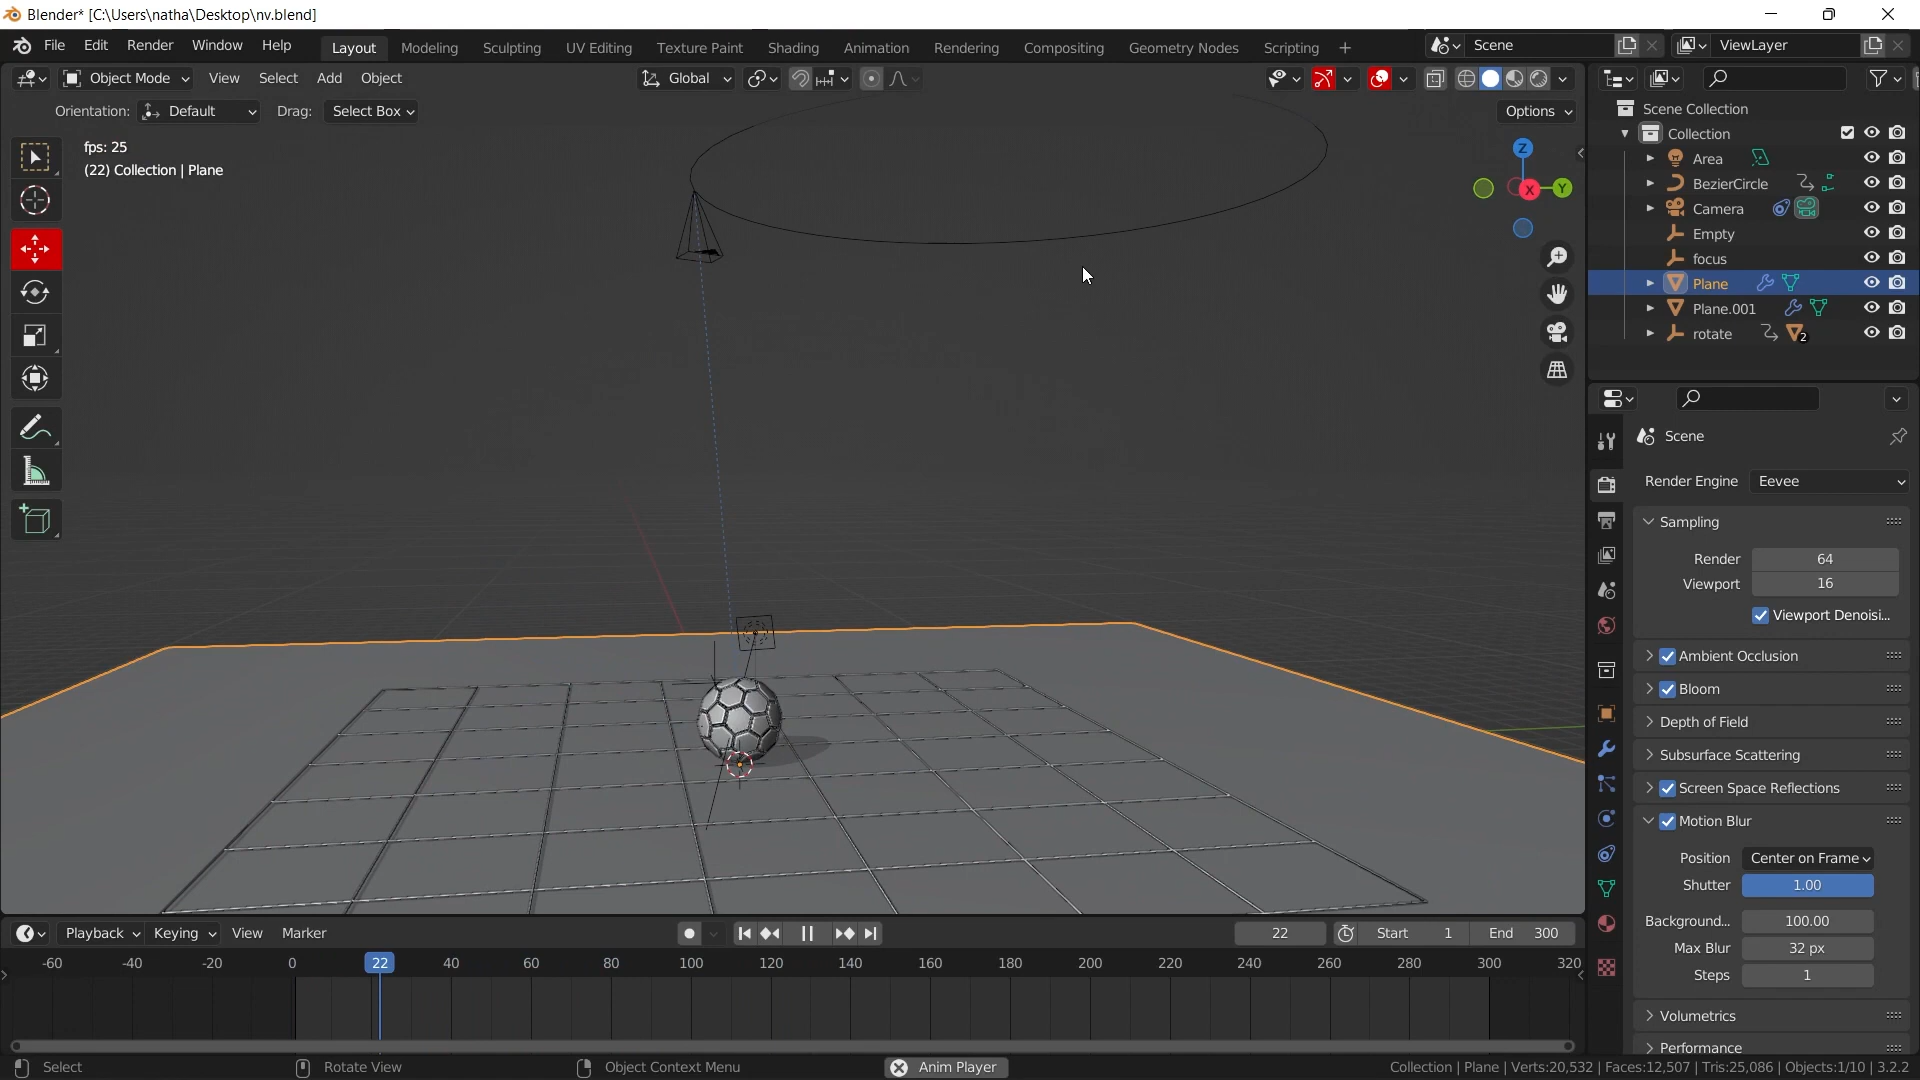 Blender* [C:\Users\natha\Desktop\nv.blend]
File Edit Render Window Help Layout Modeling Sculpting UV Editing Texture Paint Shading Animation Rendering Compositing Geometry Nodes Scripting + Scene ViewLayer
Object Mode View Select Add Object Global
Orientation: Default Drag: Select Box Options
fps: 25
(22) Collection | Plane
Z
X Y
Scene Collection
Collection
Area
BezierCircle
Camera
Empty
focus
Plane
Plane.001
rotate 2
Scene
Render Engine Eevee
Sampling
Render 64
Viewport 16
Viewport Denoisi...
Ambient Occlusion
Bloom
Depth of Field
Subsurface Scattering
Screen Space Reflections
Motion Blur
Position Center on Frame
Shutter 1.00
Background... 100.00
Max Blur 32 px
Steps 1
Volumetrics
Performance
Playback Keying View Marker 22 Start 1 End 300
-60 -40 -20 0 22 40 60 80 100 120 140 160 180 200 220 240 260 280 300 320
Select Rotate View Object Context Menu Anim Player Collection | Plane | Verts:20,532 | Faces:12,507 | Tris:25,086 | Objects:1/10 | 3.2.2